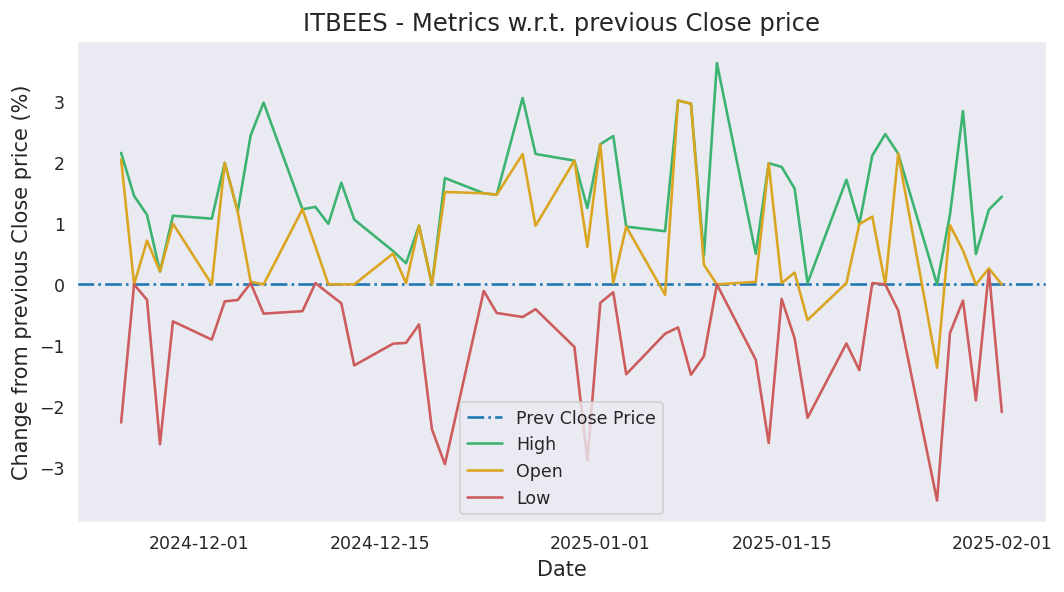 ITBEES - Metrics w.r.t. previous Close price
Change from previous Close price (%)
3
2
1
0
−1
−2
−3
Prev Close Price
High
Open
Low
2024-12-01
2024-12-15
2025-01-01
2025-01-15
2025-02-01
Date